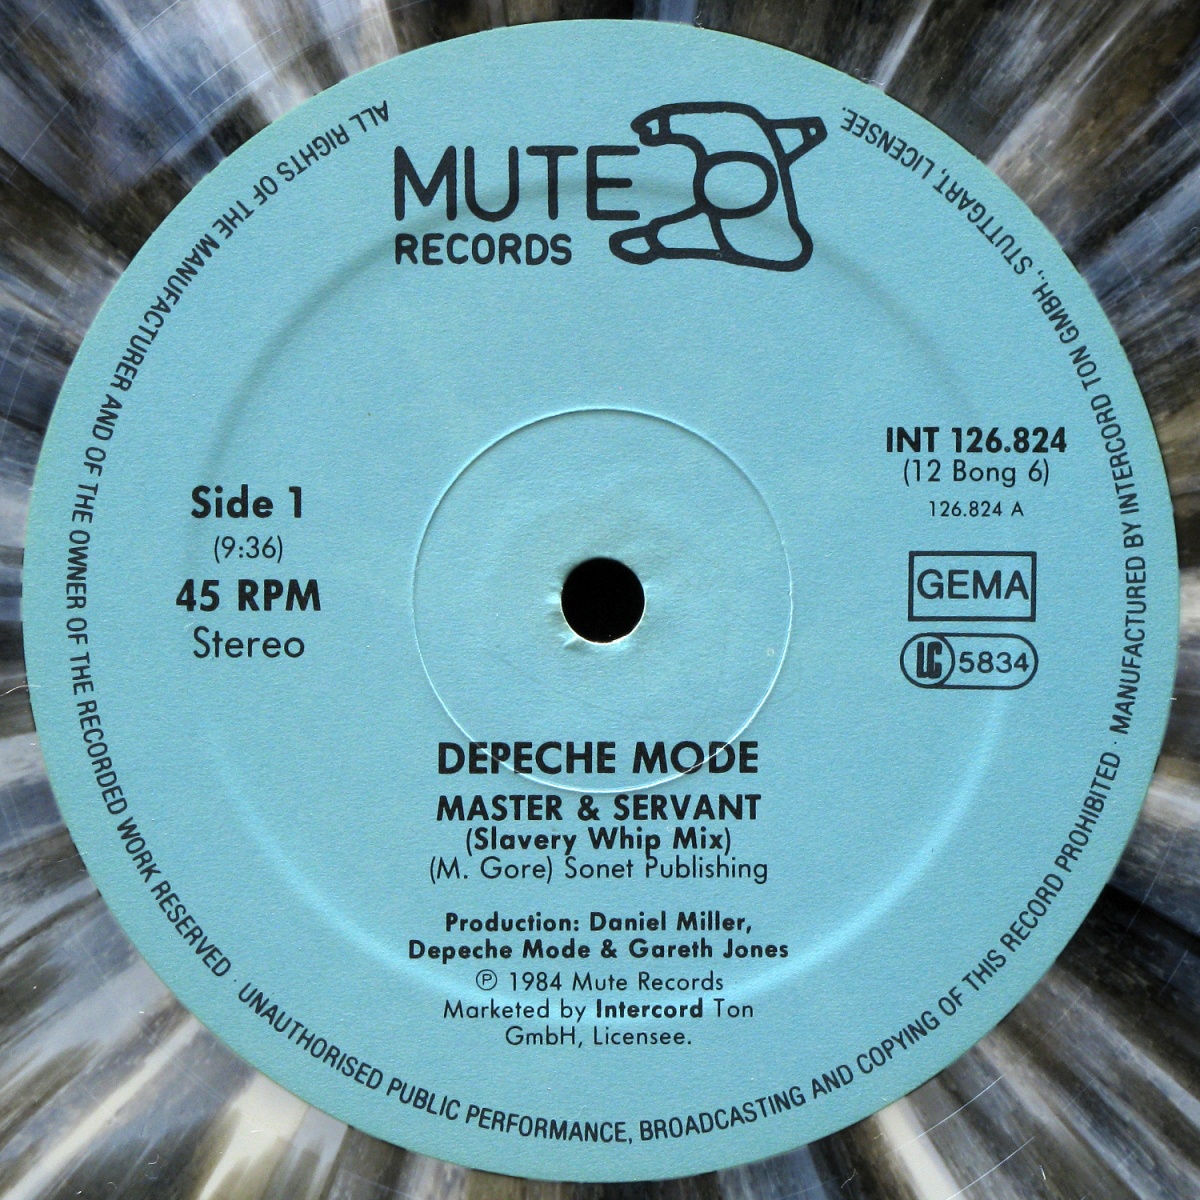 MUTE
RECORDS
Side 1
(9:36)
45 RPM
Stereo
INT 126.824
(12 Bong 6)
126.824 A
GEMA
LC 5834
DEPECHE MODE
MASTER & SERVANT
(Slavery Whip Mix)
(M. Gore) Sonet Publishing
Production: Daniel Miller,
Depeche Mode & Gareth Jones
℗ 1984 Mute Records
Marketed by Intercord Ton
GmbH, Licensee.
ALL RIGHTS OF THE MANUFACTURER AND OF THE OWNER OF THE RECORDED WORK RESERVED · UNAUTHORISED PUBLIC PERFORMANCE, BROADCASTING AND COPYING OF THIS RECORD PROHIBITED · MANUFACTURED BY INTERCORD TON GMBH., STUTTGART, LICENSEE.